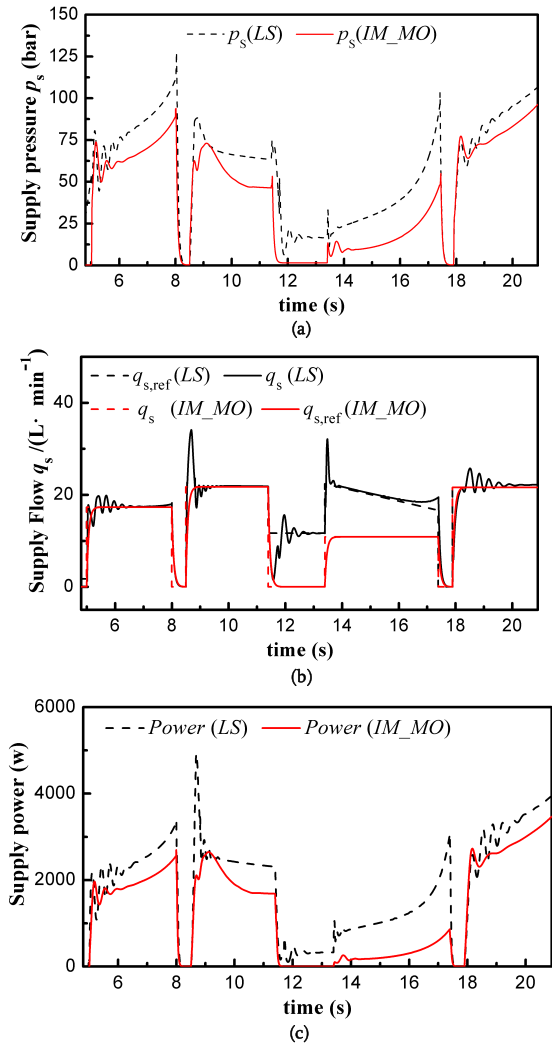 p_s(LS) p_s(IM_MO)
Supply pressure p_s (bar)
150
125
100
75
50
25
0
6 8 10 12 14 16 18 20
time (s)
(a)
q_s,ref (LS) q_s (LS)
q_s (IM_MO) q_s,ref (IM_MO)
Supply Flow q_s /(L· min⁻¹)
40
20
0
6 8 10 12 14 16 18 20
time (s)
(b)
Power (LS) Power (IM_MO)
Supply power (w)
6000
4000
2000
0
6 8 10 12 14 16 18 20
time (s)
(c)